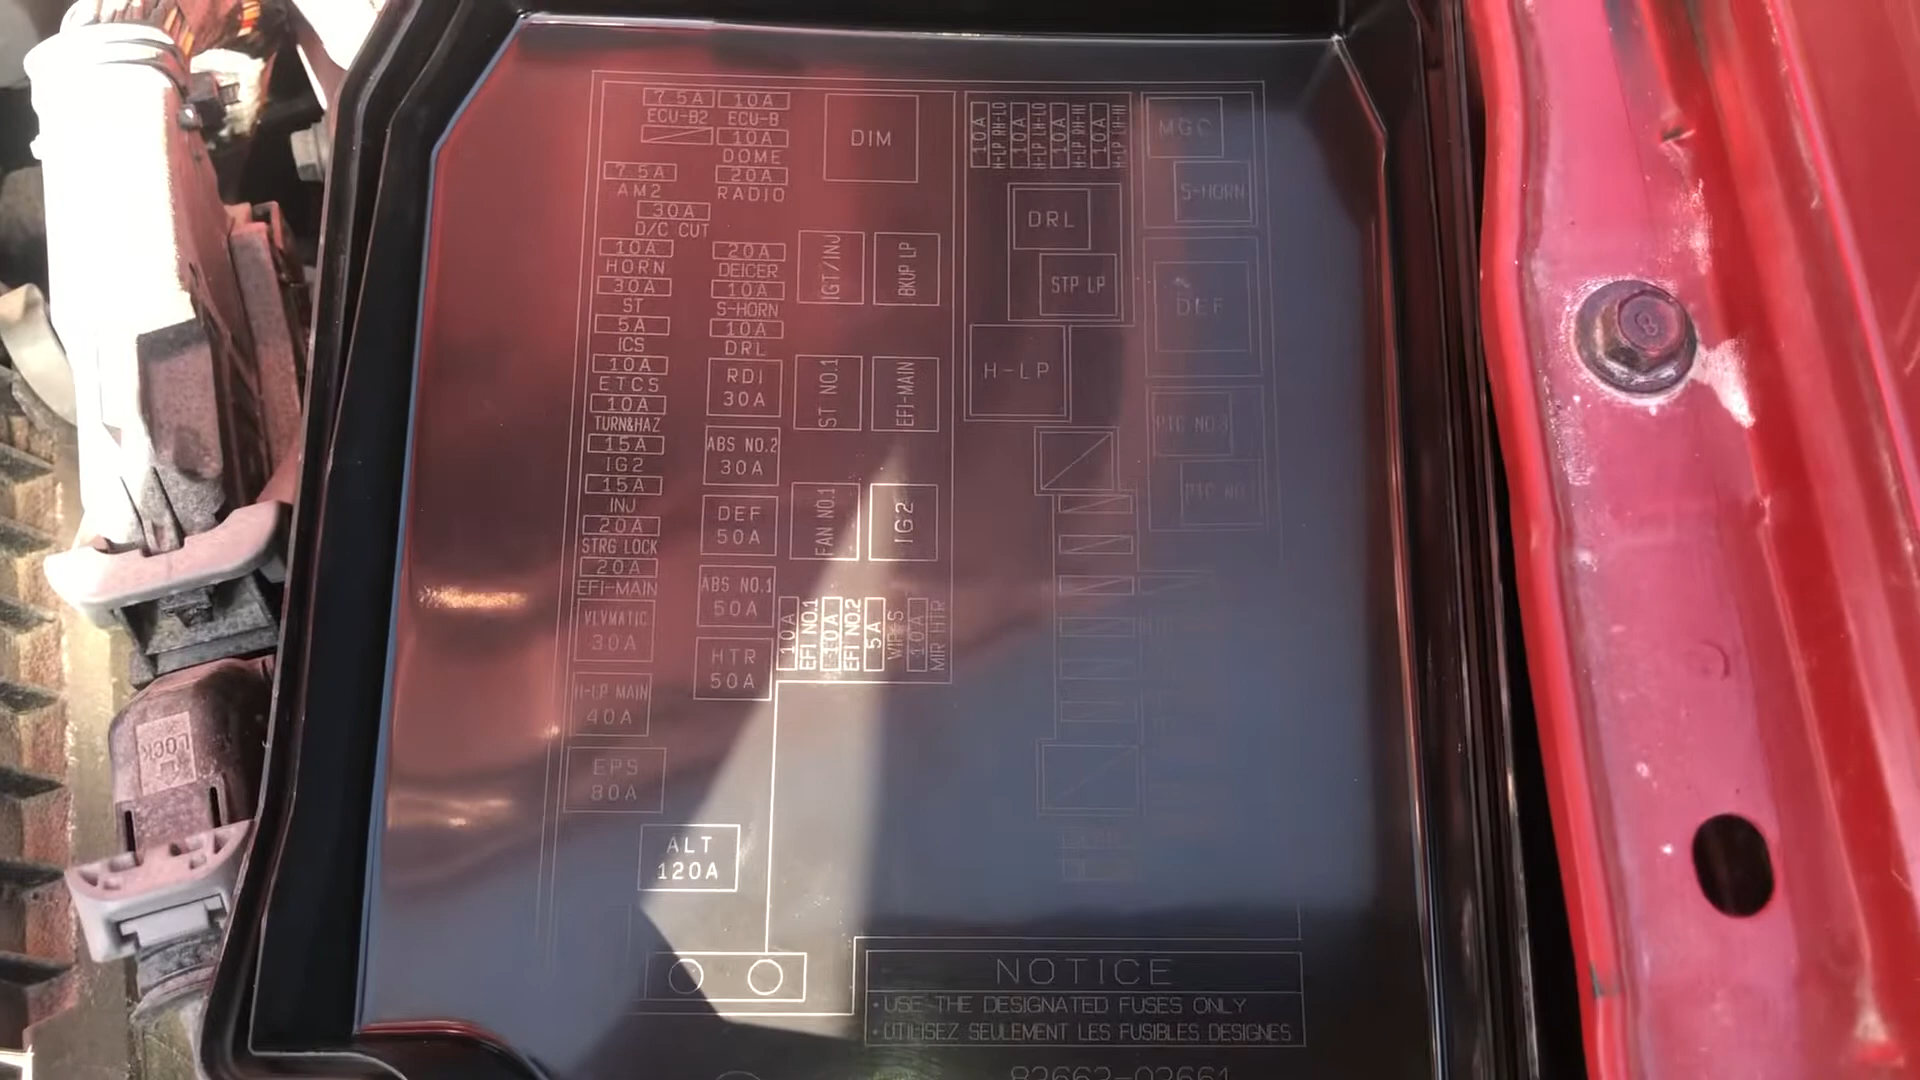 7.5A 10A
ECU-B2 ECU-B
10A
DOME
7.5A 20A
AM2 RADIO
30A
D/C CUT
10A
HORN
30A
ST
5A
ICS
10A
ETCS
10A
TURN&HAZ
15A
IG2
15A
INJ
20A
STRG LOCK
20A
EFI-MAIN
VLVMATIC
30A
H-LP MAIN
40A
EPS
80A
ALT
120A
20A
DEICER
10A
S-HORN
10A
DRL
RDI
30A
ABS NO.2
30A
DEF
50A
ABS NO.1
50A
HTR
50A
DIM
IGT/INJ
BKUP LP
ST NO.1
EFI-MAIN
FAN NO.1
IG2
10A
EFI NO.1
10A
EFI NO.2
5A
10A
MIR HTR
10A
H-LP RH-LO
10A
H-LP LH-LO
10A
H-LP RH-HI
10A
H-LP LH-HI
DRL
STP LP
H-LP
MGC
S-HORN
DEF
NOTICE
・USE THE DESIGNATED FUSES ONLY
・UTILISEZ SEULEMENT LES FUSIBLES DESIGNES
82662-02661